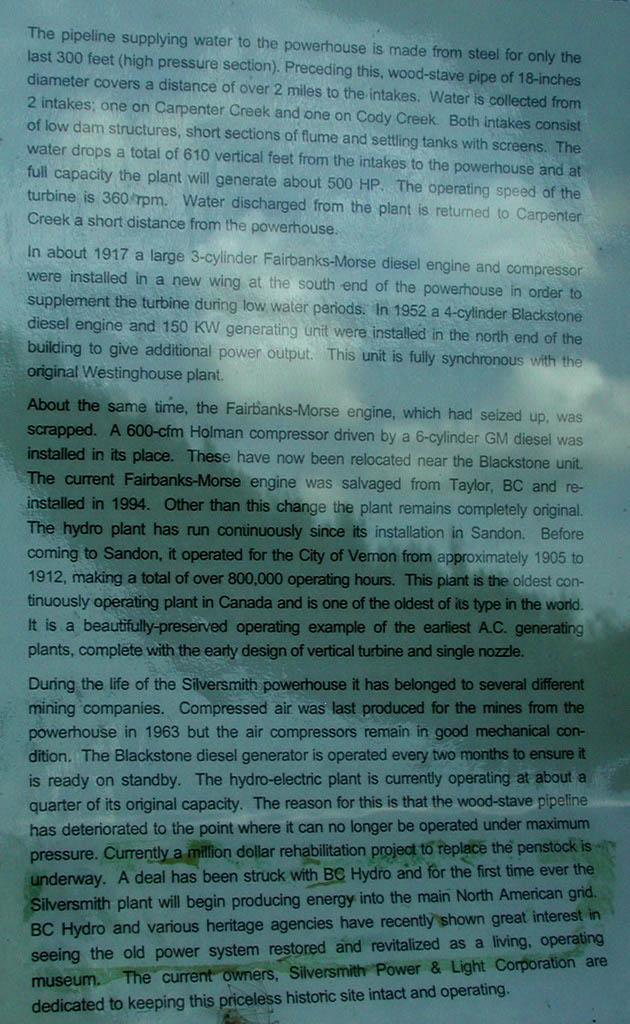 The pipeline supplying water to the powerhouse is made from steel for only the
last 300 feet (high pressure section). Preceding this, wood-stave pipe of 18-inches
diameter covers a distance of over 2 miles to the intakes. Water is collected from
2 intakes; one on Carpenter Creek and one on Cody Creek. Both intakes consist
of low dam structures, short sections of flume and settling tanks with screens. The
water drops a total of 610 vertical feet from the intakes to the powerhouse and at
full capacity the plant will generate about 500 HP. The operating speed of the
turbine is 360 rpm. Water discharged from the plant is returned to Carpenter
Creek a short distance from the powerhouse.
In about 1917 a large 3-cylinder Fairbanks-Morse diesel engine and compressor
were installed in a new wing at the south end of the powerhouse in order to
supplement the turbine during low water periods. In 1952 a 4-cylinder Blackstone
diesel engine and 150 KW generating unit were installed in the north end of the
building to give additional power output. This unit is fully synchronous with the
original Westinghouse plant.
About the same time, the Fairbanks-Morse engine, which had seized up, was
scrapped. A 600-cfm Holman compressor driven by a 6-cylinder GM diesel was
installed in its place. These have now been relocated near the Blackstone unit.
The current Fairbanks-Morse engine was salvaged from Taylor, BC and re-
installed in 1994. Other than this change the plant remains completely original.
The hydro plant has run continuously since its installation in Sandon. Before
coming to Sandon, it operated for the City of Vernon from approximately 1905 to
1912, making a total of over 800,000 operating hours. This plant is the oldest con-
tinuously operating plant in Canada and is one of the oldest of its type in the world.
It is a beautifully-preserved operating example of the earliest A.C. generating
plants, complete with the early design of vertical turbine and single nozzle.
During the life of the Silversmith powerhouse it has belonged to several different
mining companies. Compressed air was last produced for the mines from the
powerhouse in 1963 but the air compressors remain in good mechanical con-
dition. The Blackstone diesel generator is operated every two months to ensure it
is ready on standby. The hydro-electric plant is currently operating at about a
quarter of its original capacity. The reason for this is that the wood-stave pipeline
has deteriorated to the point where it can no longer be operated under maximum
pressure. Currently a million dollar rehabilitation project to replace the penstock is
underway. A deal has been struck with BC Hydro and for the first time ever the
Silversmith plant will begin producing energy into the main North American grid.
BC Hydro and various heritage agencies have recently shown great interest in
seeing the old power system restored and revitalized as a living, operating
museum. The current owners, Silversmith Power & Light Corporation are
dedicated to keeping this priceless historic site intact and operating.